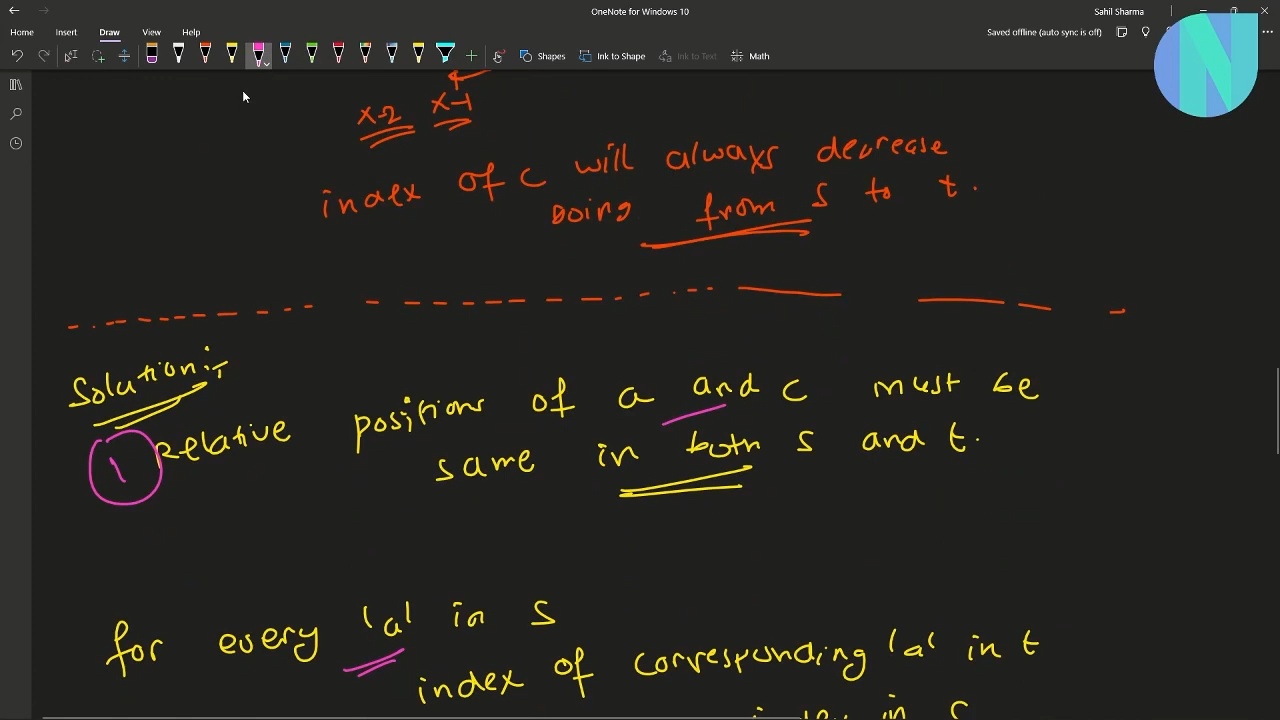 OneNote for Windows 10
Sahil Sharma
Home Insert Draw View Help
Saved offline (auto sync is off)
Shapes Ink to Shape Ink to Text Math
x-2 x-1
index of c will always decrease
going from s to t.
Solution:-
1 Relative positions of a and c must be
same in both s and t.
for every 'a' in s
index of corresponding 'a' in t
index in s